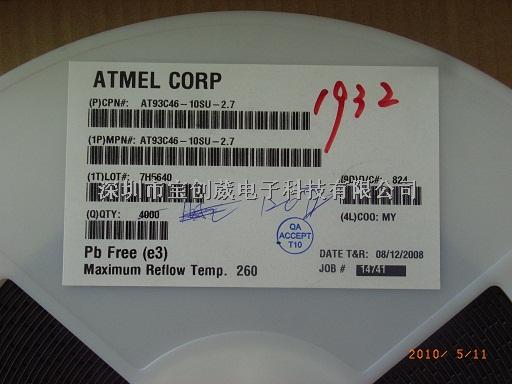 ATMEL CORP
1932
(P)CPN#: AT93C46-10SU-2.7
(1P)MPN#: AT93C46-10SU-2.7
(1T)LOT#: 7H5640
(9D)D/C#: 824
深圳市宝创葳电子科技有限公司
(Q)QTY: 4000
(4L)COO: MY
QA
ACCEPT
T10
Pb Free (e3)
DATE T&R: 08/12/2008
Maximum Reflow Temp. 260
JOB # 14741
2010/ 5/11